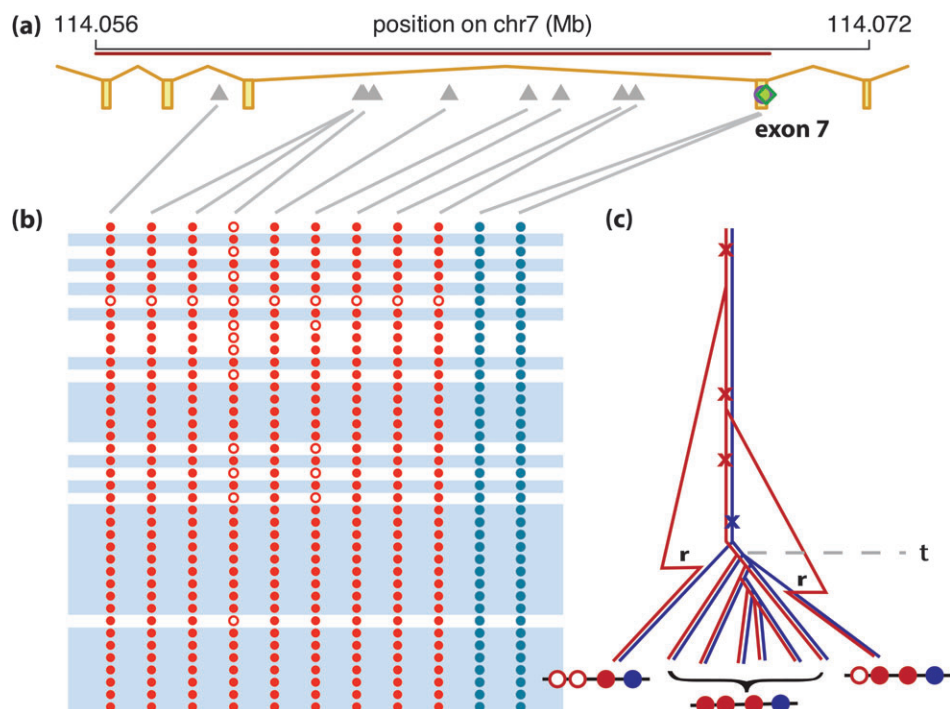 (a) 114.056 position on chr7 (Mb) 114.072
exon 7
(b) (c)
t
r
r